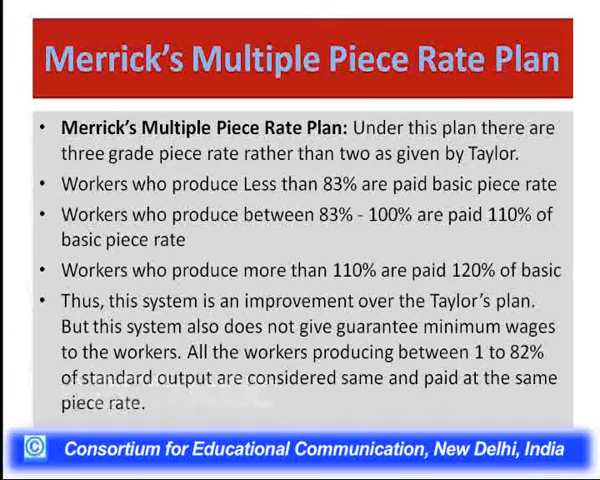 Merrick's Multiple Piece Rate Plan
• Merrick's Multiple Piece Rate Plan: Under this plan there are
three grade piece rate rather than two as given by Taylor.
• Workers who produce Less than 83% are paid basic piece rate
• Workers who produce between 83% - 100% are paid 110% of
basic piece rate
• Workers who produce more than 110% are paid 120% of basic
• Thus, this system is an improvement over the Taylor's plan.
But this system also does not give guarantee minimum wages
to the workers. All the workers producing between 1 to 82%
of standard output are considered same and paid at the same
piece rate.
© Consortium for Educational Communication, New Delhi, India